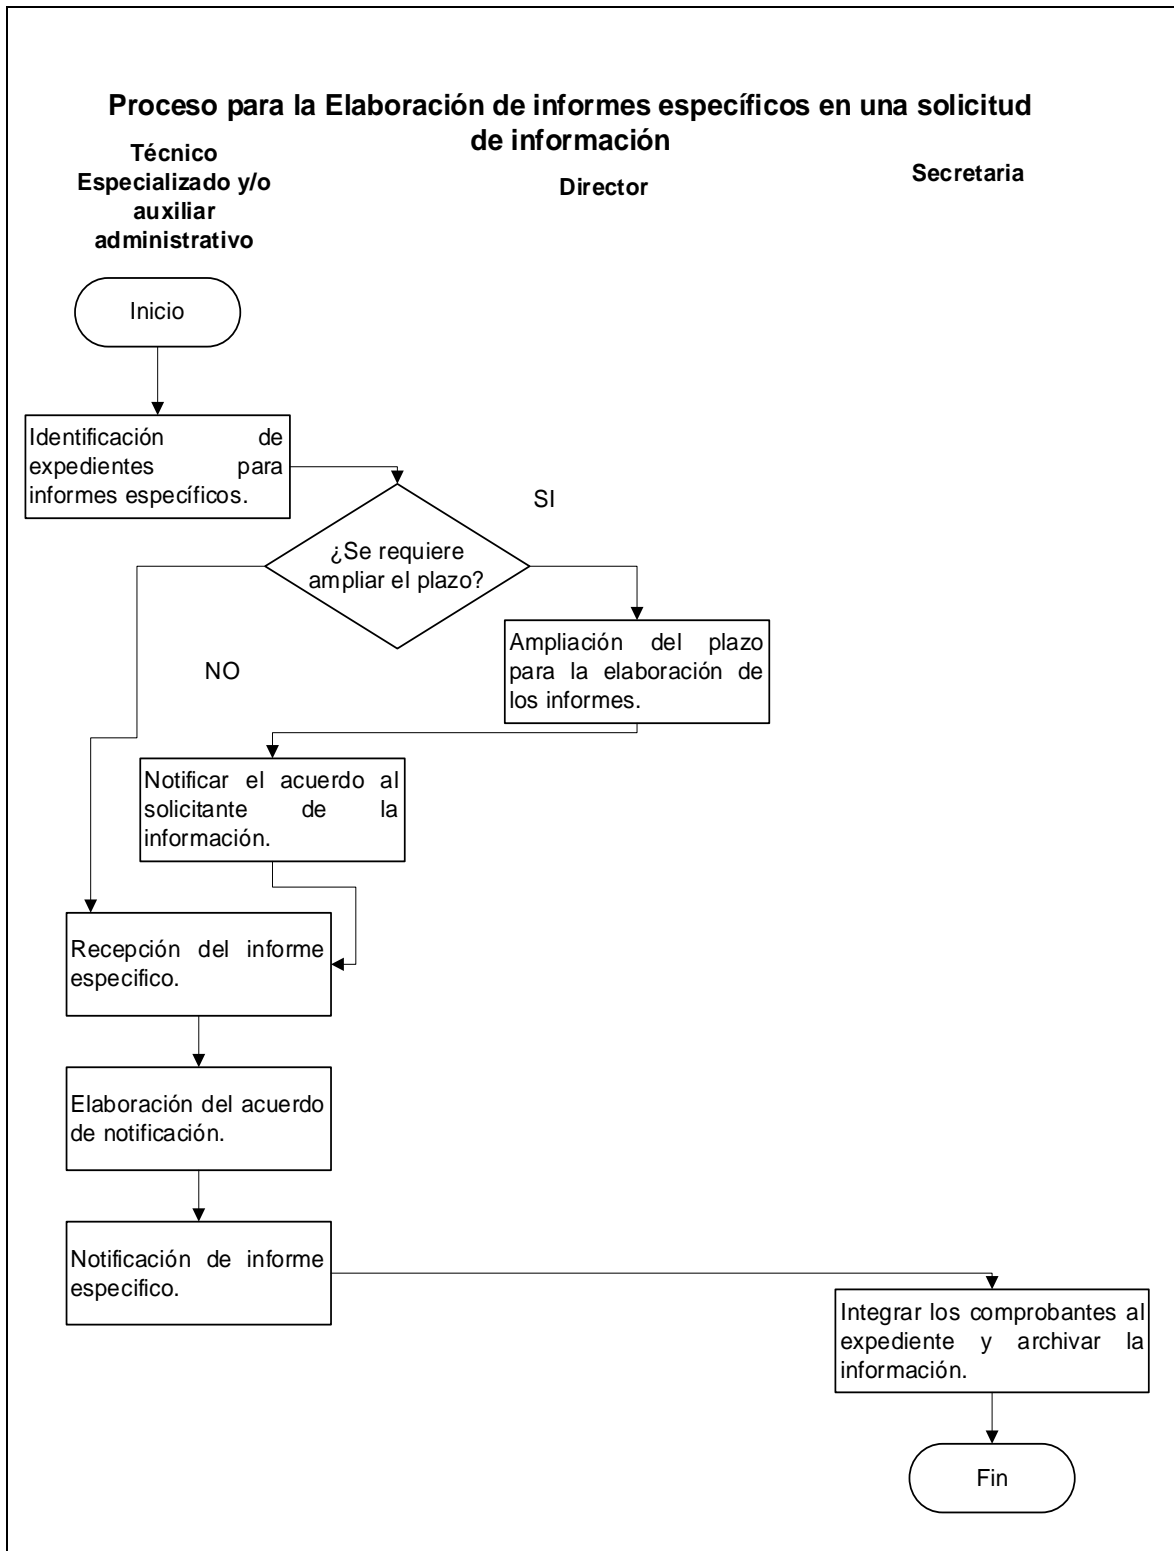 Proceso para la Elaboración de informes específicos en una solicitud
de información
Técnico
Especializado y/o
auxiliar
administrativo
Director
Secretaria
Inicio
Identificación de
expedientes para
informes específicos.
SI
¿Se requiere
ampliar el plazo?
Ampliación del plazo
para la elaboración de
los informes.
NO
Notificar el acuerdo al
solicitante de la
información.
Recepción del informe
especifico.
Elaboración del acuerdo
de notificación.
Notificación de informe
especifico.
Integrar los comprobantes al
expediente y archivar la
información.
Fin